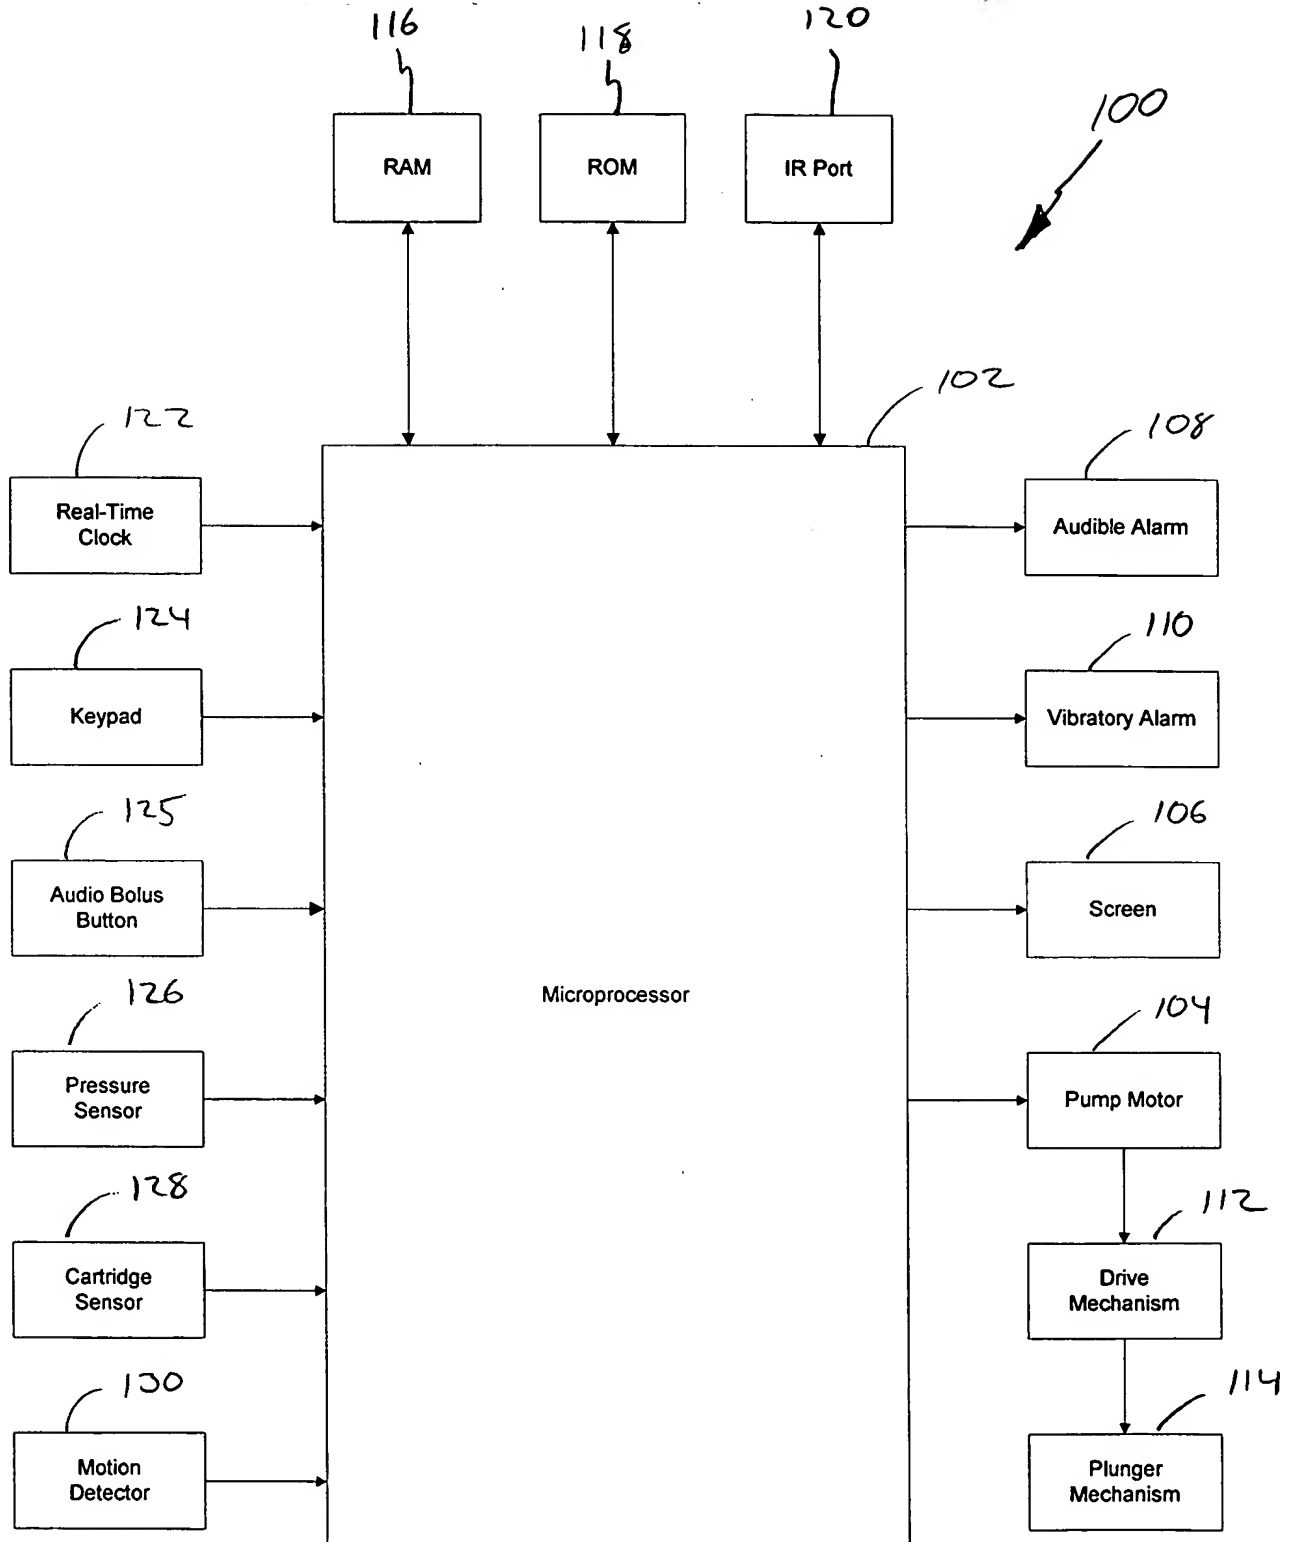 116
118
120
100
RAM
ROM
IR Port
102
122
108
Real-Time
Clock
Audible Alarm
124
110
Keypad
Vibratory Alarm
125
106
Audio Bolus
Button
Screen
126
Microprocessor
104
Pressure
Sensor
Pump Motor
128
112
Cartridge
Sensor
Drive
Mechanism
130
114
Motion
Detector
Plunger
Mechanism